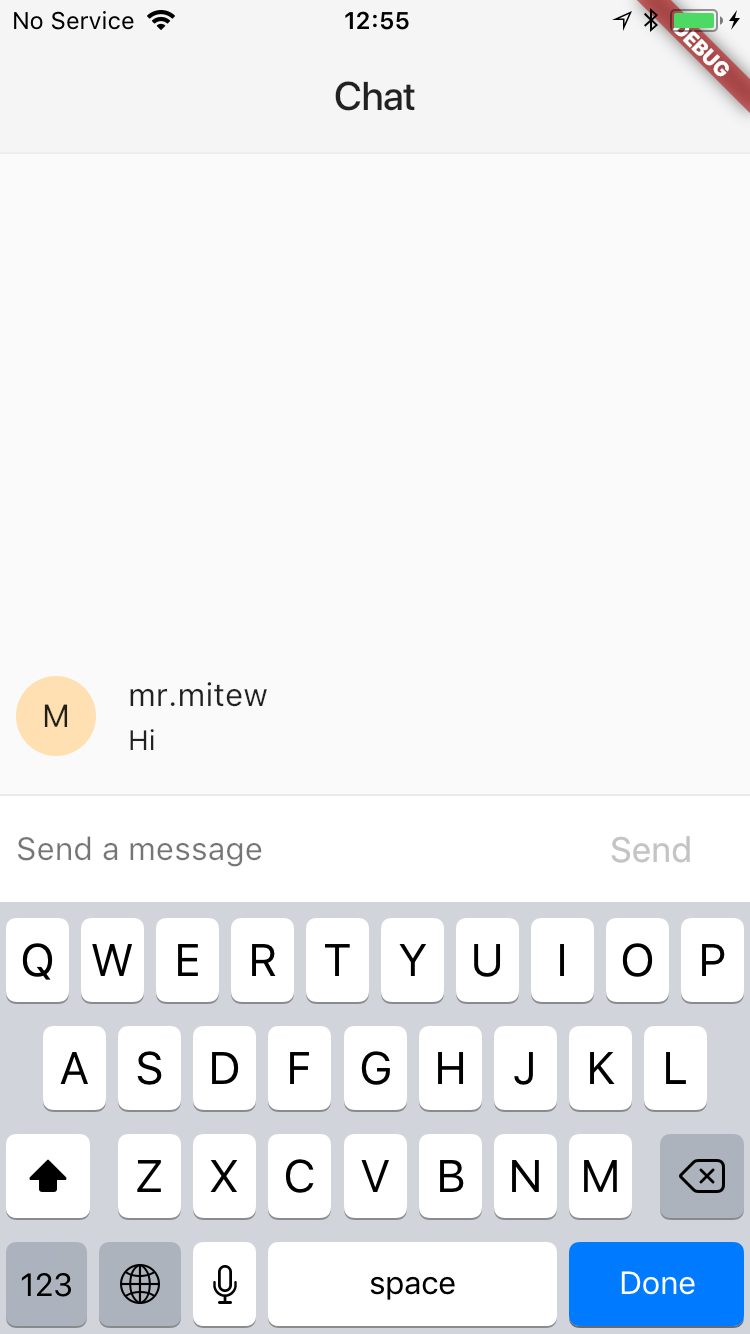 No Service 12:55
DEBUG
Chat
M
mr.mitew
Hi
Send a message Send
Q W E R T Y U I O P
A S D F G H J K L
Z X C V B N M
123 space Done